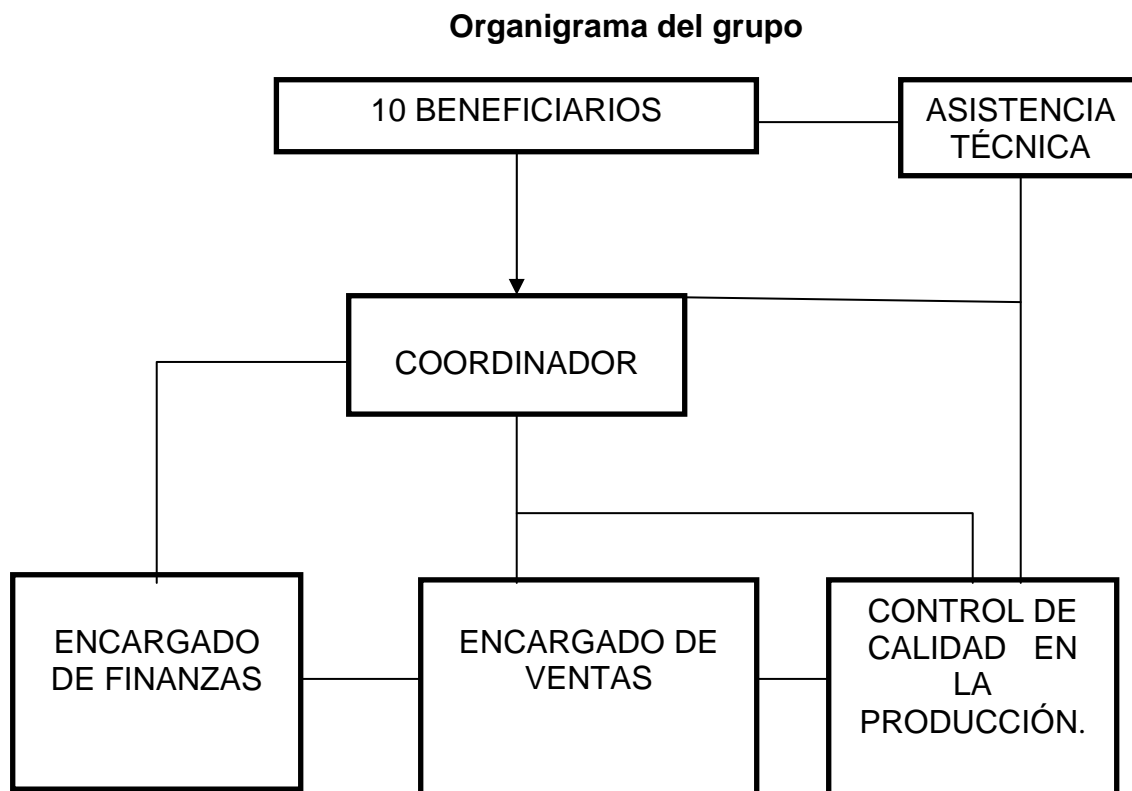 Organigrama del grupo
10 BENEFICIARIOS
ASISTENCIA
TÉCNICA
COORDINADOR
ENCARGADO
DE FINANZAS
ENCARGADO DE
VENTAS
CONTROL DE
CALIDAD EN
LA
PRODUCCIÓN.